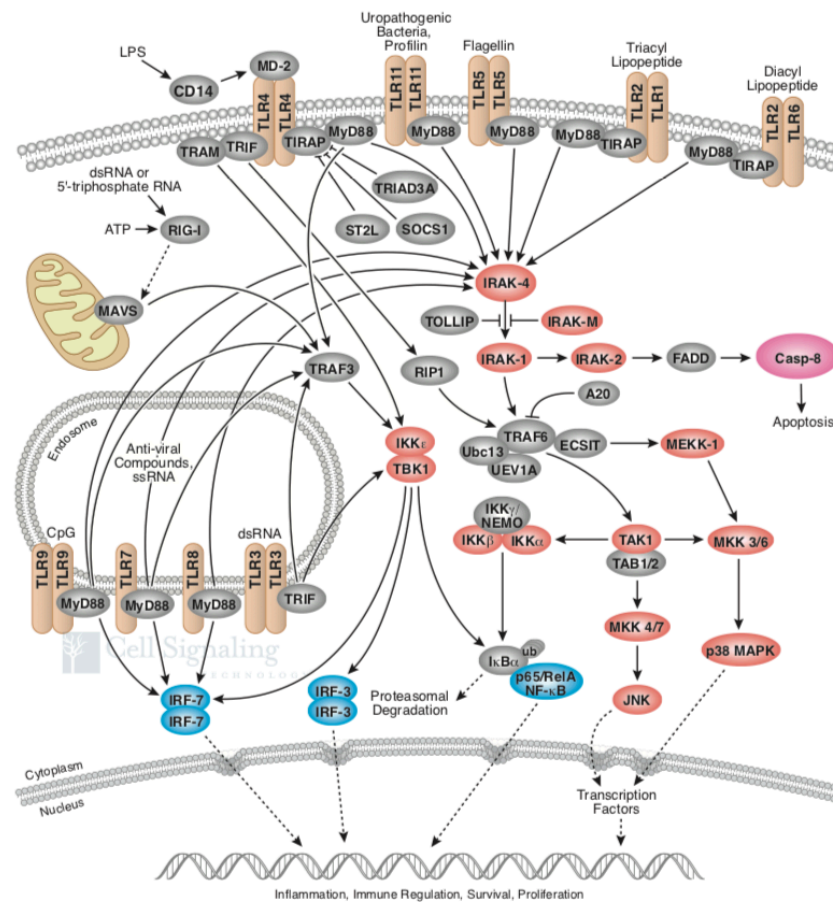 Uropathogenic
Bacteria,
Profilin
Flagellin
Triacyl
Lipopeptide
Diacyl
Lipopeptide
LPS
CD14
MD-2
TLR4
TLR4
TLR11
TLR11
TLR5
TLR5
TLR2
TLR1
TLR2
TLR6
TRAM
TRIF
TIRAP
MyD88
MyD88
MyD88
MyD88
TIRAP
MyD88
TIRAP
dsRNA or
5'-triphosphate RNA
ATP
RIG-I
TRIAD3A
ST2L
SOCS1
MAVS
IRAK-4
TOLLIP
IRAK-M
TRAF3
RIP1
IRAK-1
IRAK-2
FADD
Casp-8
A20
Apoptosis
Endosome
Anti-viral
Compounds,
ssRNA
IKKε
TBK1
TRAF6
Ubc13
UEV1A
ECSIT
MEKK-1
IKKγ/
NEMO
IKKβ
IKKα
TAK1
TAB1/2
MKK 3/6
CpG
dsRNA
TLR9
TLR9
MyD88
TLR7
MyD88
TLR8
MyD88
TLR3
TLR3
TRIF
MKK 4/7
p38 MAPK
Cell Signaling
TECHNOLOGY
IκBα
ub
p65/RelA
NF-κB
JNK
IRF-7
IRF-7
IRF-3
IRF-3
Proteasomal
Degradation
Cytoplasm
Nucleus
Transcription
Factors
Inflammation, Immune Regulation, Survival, Proliferation